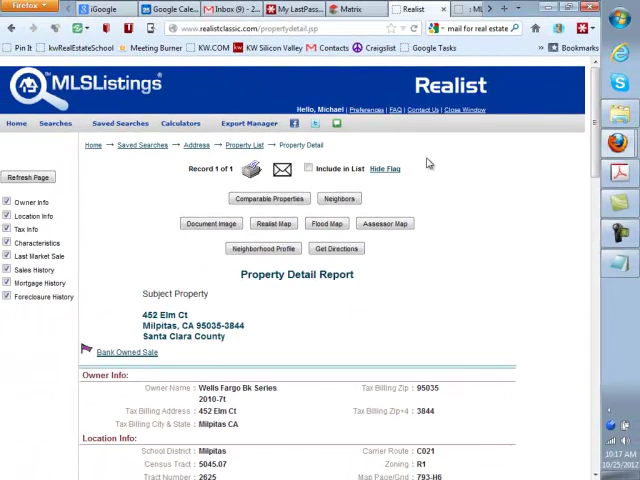 Firefox
iGoogle
Google Cale...
Inbox (9) - 2...
My LastPass...
Matrix
Realist
: ML
www.realistclassic.com/propertydetail.jsp
mail for real estate
Pin It
kwRealEstateSchool
Meeting Burner
KW.COM
KW Silicon Valley
Contacts
Craigslist
Google Tasks
Bookmarks
MLSListings
Realist
Hello, Michael | Preferences | FAQ | Contact Us | Close Window
Home
Searches
Saved Searches
Calculators
Export Manager
Home > Saved Searches > Address > Property List > Property Detail
Record 1 of 1
Include in List
Hide Flag
Refresh Page
Owner Info
Location Info
Tax Info
Characteristics
Last Market Sale
Sales History
Mortgage History
Foreclosure History
Comparable Properties
Neighbors
Document Image
Realist Map
Flood Map
Assessor Map
Neighborhood Profile
Get Directions
Property Detail Report
Subject Property
452 Elm Ct
Milpitas, CA 95035-3844
Santa Clara County
Bank Owned Sale
Owner Info:
Owner Name : Wells Fargo Bk Series 2010-7t
Tax Billing Zip : 95035
Tax Billing Address : 452 Elm Ct
Tax Billing Zip+4 : 3844
Tax Billing City & State : Milpitas CA
Location Info:
School District : Milpitas
Carrier Route : C021
Census Tract : 5045.07
Zoning : R1
Tract Number : 2625
Map Page/Grid : 793-H6
10:17 AM
10/25/2012